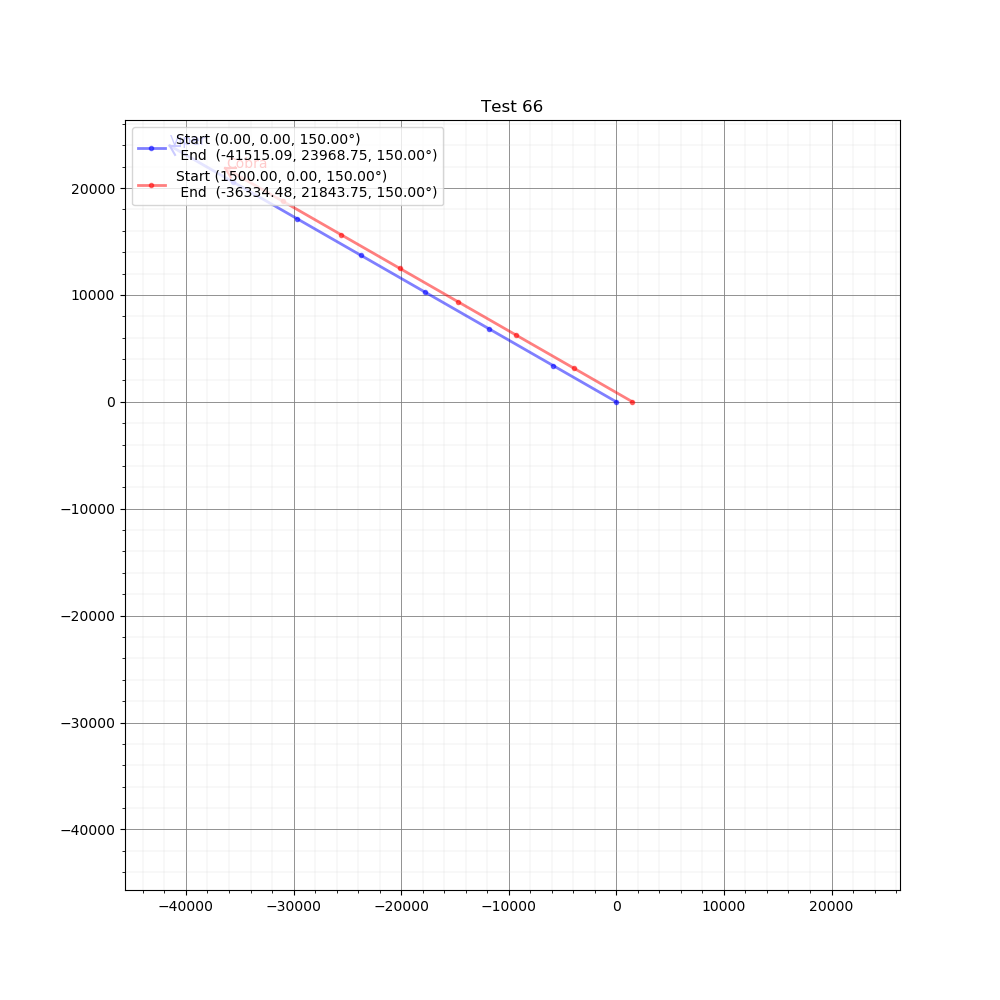 Test 66
Start (0.00, 0.00, 150.00°)
End (-41515.09, 23968.75, 150.00°)
Start (1500.00, 0.00, 150.00°)
End (-36334.48, 21843.75, 150.00°)
Cobra
20000
10000
0
−10000
−20000
−30000
−40000
−40000 −30000 −20000 −10000 0 10000 20000